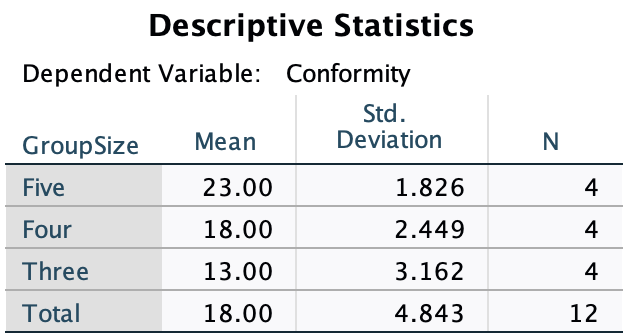 Descriptive Statistics
Dependent Variable: Conformity
GroupSize Mean Std. Deviation N
Five 23.00 1.826 4
Four 18.00 2.449 4
Three 13.00 3.162 4
Total 18.00 4.843 12